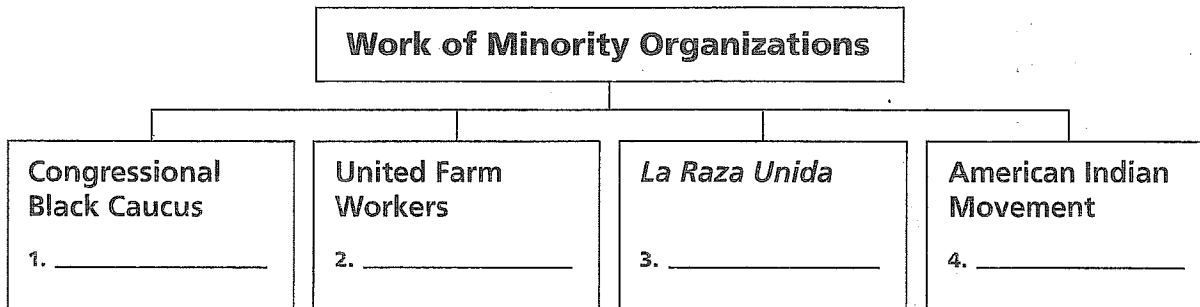 Work of Minority Organizations
Congressional
Black Caucus
1.
United Farm
Workers
2.
La Raza Unida
3.
American Indian
Movement
4.